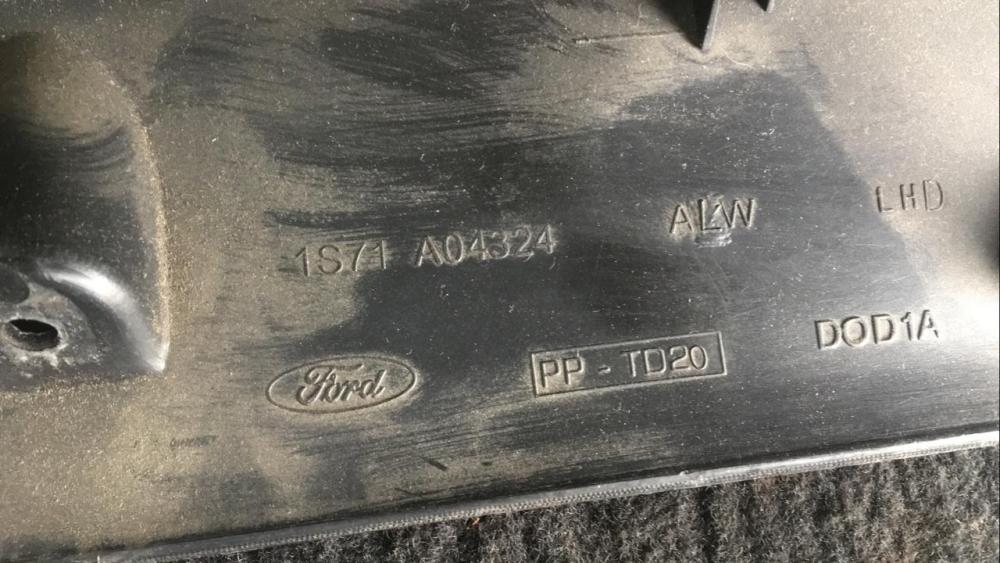 1S71 A04324 ALW LHD
Ford PP - TD20 DOD1A